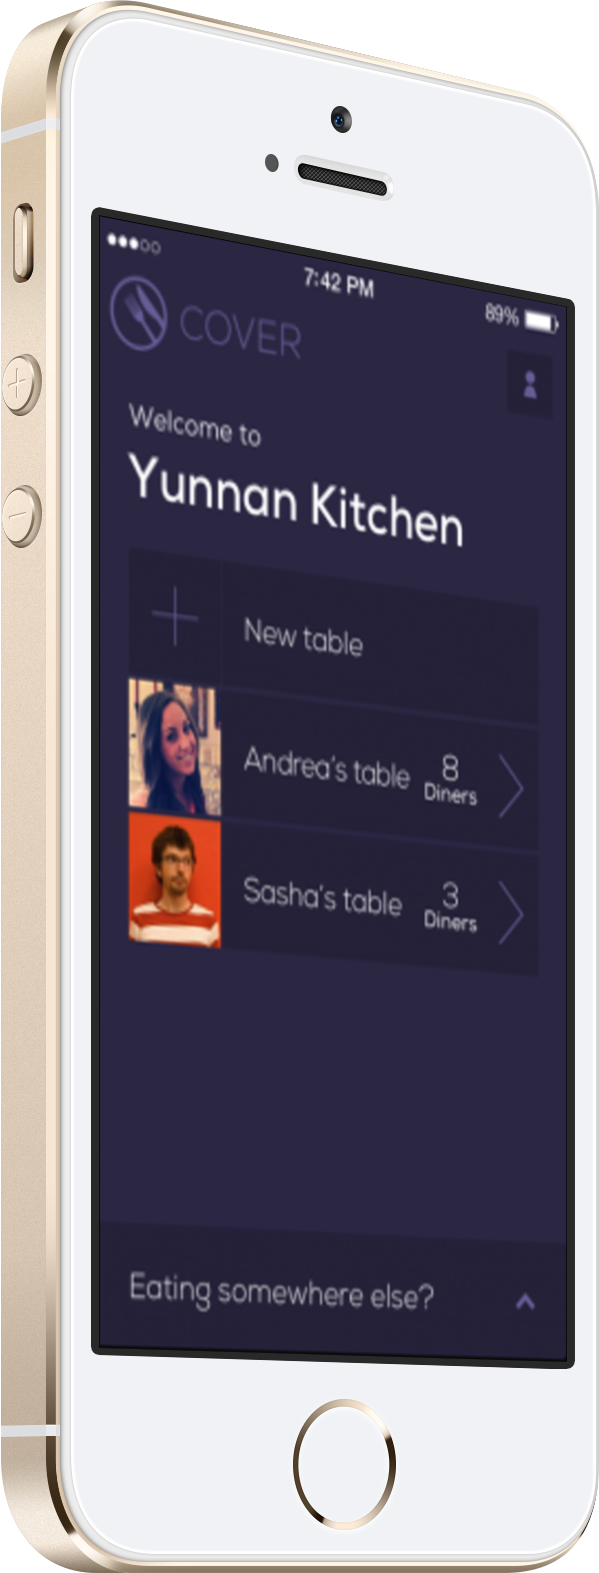 7:42 PM
89%
COVER
Welcome to
Yunnan Kitchen
New table
Andrea's table
8
Diners
Sasha's table
3
Diners
Eating somewhere else?